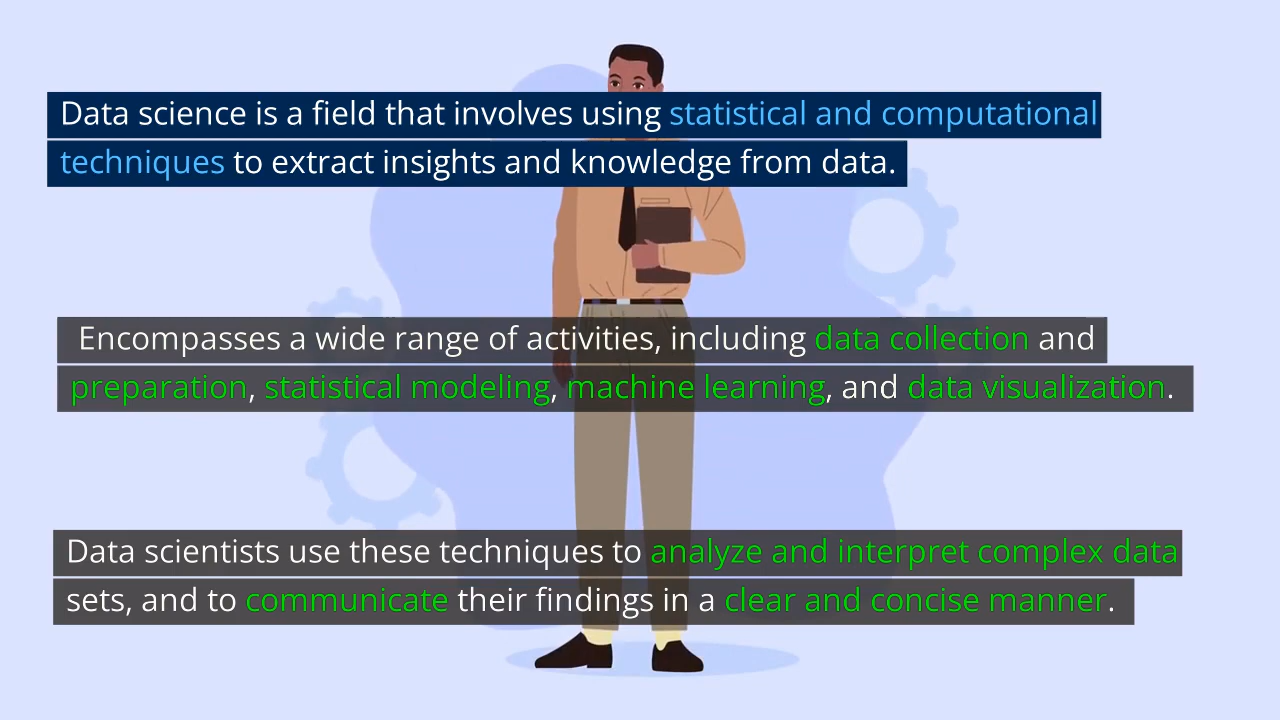 Data science is a field that involves using statistical and computational
techniques to extract insights and knowledge from data.
Encompasses a wide range of activities, including data collection and
preparation, statistical modeling, machine learning, and data visualization.
Data scientists use these techniques to analyze and interpret complex data
sets, and to communicate their findings in a clear and concise manner.